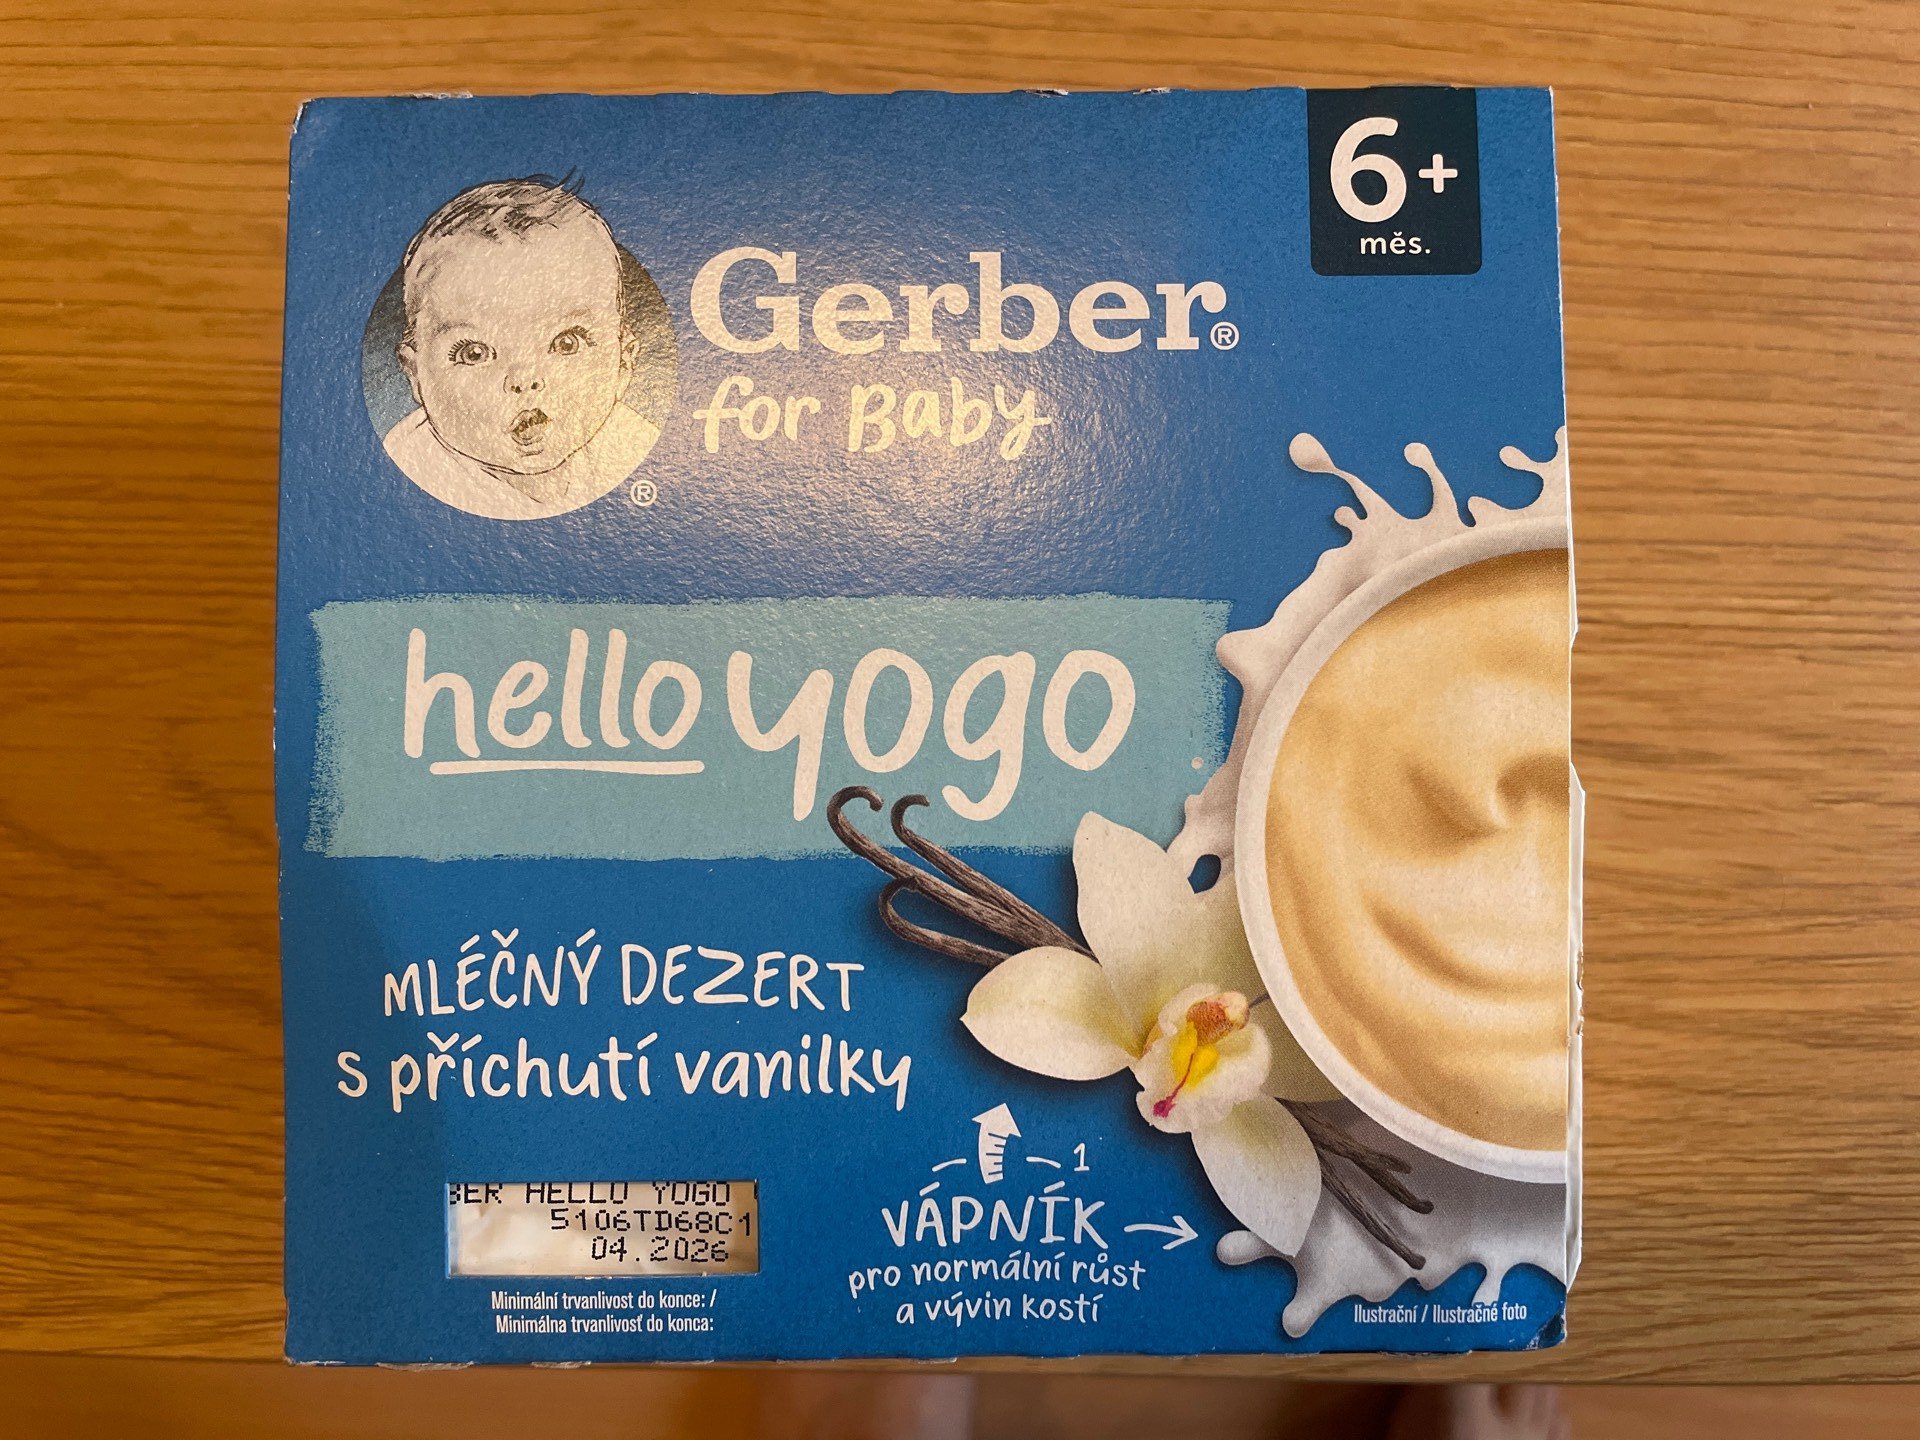 6+
měs.
Gerber®
for Baby
®
hello yogo
MLÉČNÝ DEZERT
s příchutí vanilky
HELLO YOGO
5106TD68C1
04.2026
Minimální trvanlivost do konce: /
Minimálna trvanlivosť do konca:
1
VÁPNÍK
pro normální růst
a vývin kostí
Ilustrační / Ilustračné foto